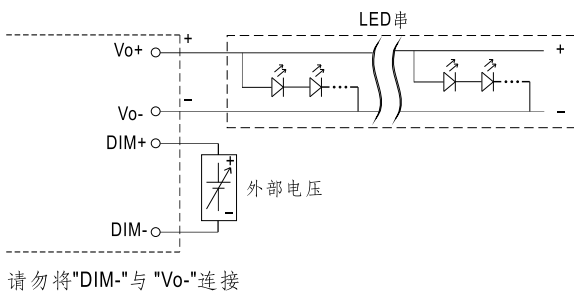 LED串
Vo+
+
+
Vo-
−
−
DIM+
+
外部电压
−
DIM-
请勿将"DIM-"与 "Vo-"连接